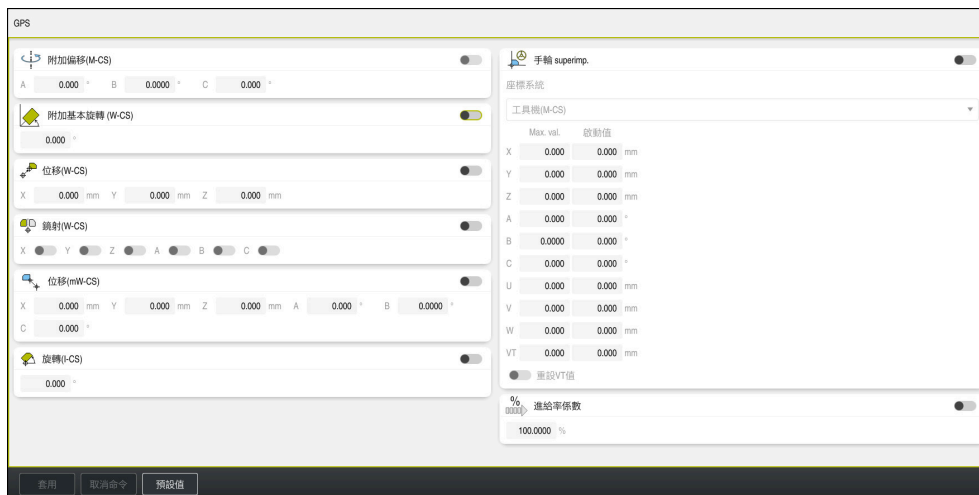 GPS
附加偏移(M-CS)
A 0.000 ° B 0.0000 ° C 0.000 °
附加基本旋轉 (W-CS)
0.000 °
位移(W-CS)
X 0.000 mm Y 0.000 mm Z 0.000 mm
鏡射(W-CS)
X Y Z A B C
位移(mW-CS)
X 0.000 mm Y 0.000 mm Z 0.000 mm A 0.000 ° B 0.0000 °
C 0.000 °
旋轉(I-CS)
0.000 °
手輪 superimp.
座標系統
工具機(M-CS)
Max. val. 啟動值
X 0.000 0.000 mm
Y 0.000 0.000 mm
Z 0.000 0.000 mm
A 0.000 0.000 °
B 0.0000 0.000 °
C 0.000 0.000 °
U 0.000 0.000 mm
V 0.000 0.000 mm
W 0.000 0.000 mm
VT 0.000 0.000 mm
重設VT值
% 進給率係數
100.0000 %
套用 取消命令 預設值